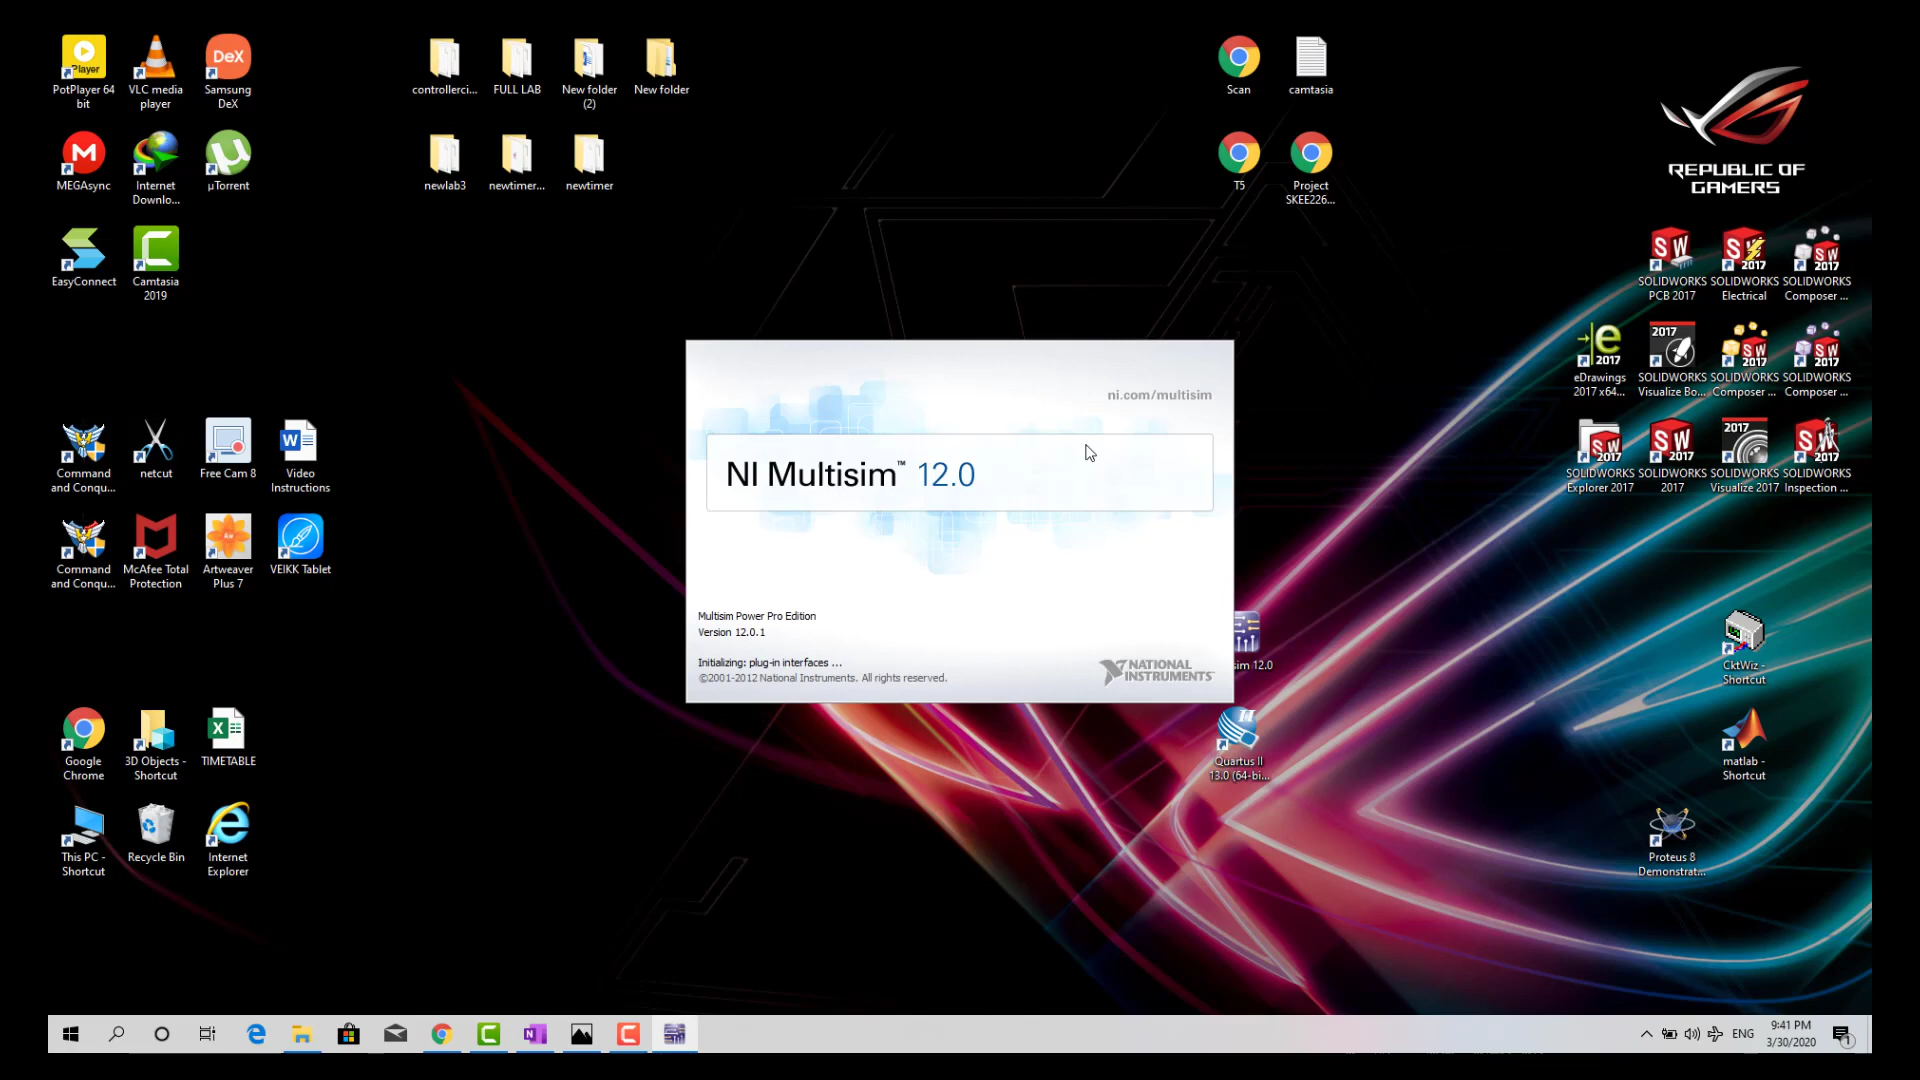 Player
PotPlayer 64
bit
VLC media
player
DeX
Samsung
DeX
controllerci...
FULL LAB
New folder
(2)
New folder
Scan
camtasia
REPUBLIC OF
GAMERS
MEGAsync
Internet
Downlo...
µTorrent
newlab3
newtimer...
newtimer
T5
Project
SKEE226...
EasyConnect
Camtasia
2019
SOLIDWORKS
PCB 2017
SOLIDWORKS
Electrical
SOLIDWORKS
Composer ...
eDrawings
2017 x64...
SOLIDWORKS
Visualize Bo...
SOLIDWORKS
Composer ...
SOLIDWORKS
Composer ...
ni.com/multisim
NI Multisim™ 12.0
Multisim Power Pro Edition
Version 12.0.1
Initializing: plug-in interfaces ...
©2001-2012 National Instruments. All rights reserved.
NATIONAL
INSTRUMENTS™
Command
and Conqu...
netcut
Free Cam 8
Video
Instructions
SOLIDWORKS
Explorer 2017
SOLIDWORKS
2017
SOLIDWORKS
Visualize 2017
SOLIDWORKS
Inspection ...
Command
and Conqu...
McAfee Total
Protection
Artweaver
Plus 7
VEIKK Tablet
sim 12.0
CktWiz -
Shortcut
Google
Chrome
3D Objects -
Shortcut
TIMETABLE
Quartus II
13.0 (64-bi...
matlab -
Shortcut
This PC -
Shortcut
Recycle Bin
Internet
Explorer
Proteus 8
Demonstrat...
ENG
9:41 PM
3/30/2020
1